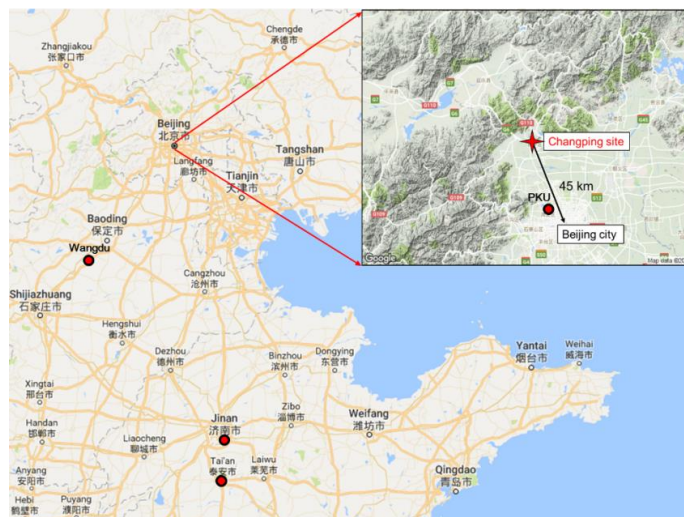 Zhangjiakou
张家口市
Chengde
承德市
Beijing
北京市
Langfang
廊坊市
Tangshan
唐山市
Tianjin
天津市
Baoding
保定市
Wangdu
Cangzhou
沧州市
Shijiazhuang
石家庄市
Hengshui
衡水市
Dezhou
德州市
Binzhou
滨州市
Dongying
东营市
Yantai
烟台市
Weihai
威海市
Xingtai
邢台市
Jinan
济南市
Zibo
淄博市
Weifang
潍坊市
Handan
邯郸市
Liaocheng
聊城市
Tai'an
泰安市
Laiwu
莱芜市
Qingdao
青岛市
Anyang
安阳市
Hebi
鹤壁市
Puyang
濮阳市
Changping site
45 km
PKU
Beijing city
Google